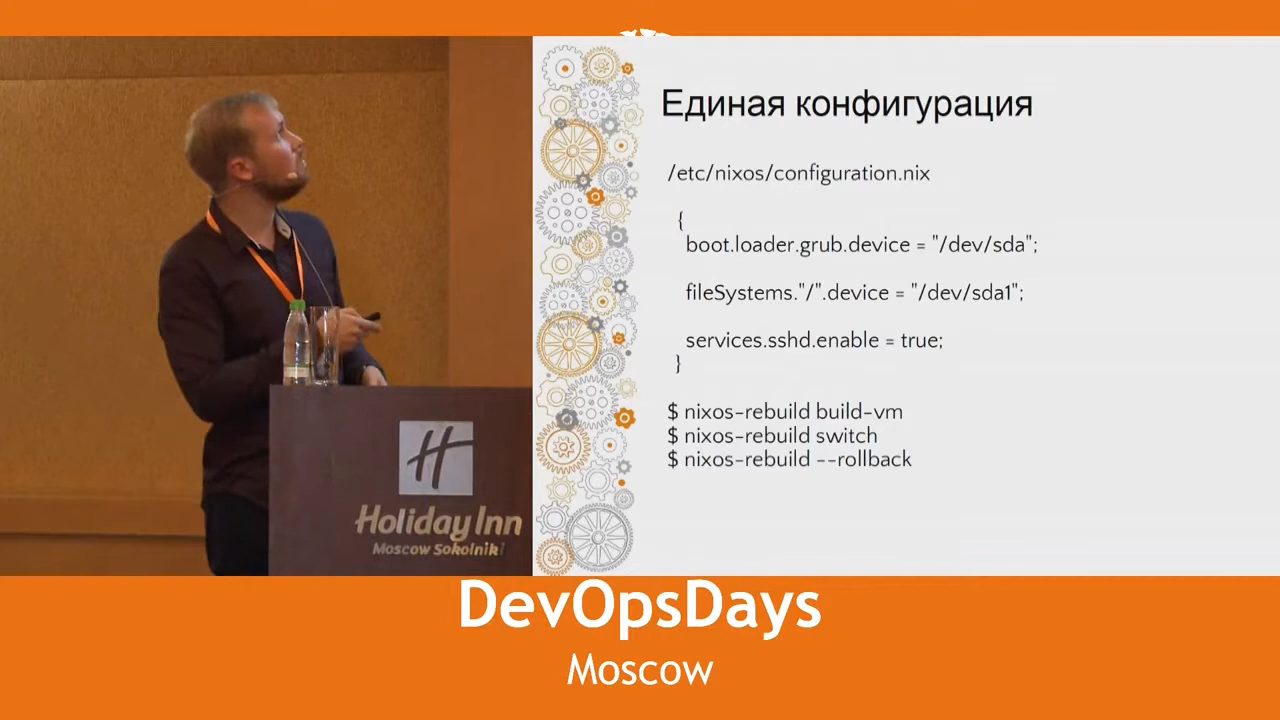 Единая конфигурация
/etc/nixos/configuration.nix
{
boot.loader.grub.device = "/dev/sda";
fileSystems."/".device = "/dev/sda1";
services.sshd.enable = true;
}
$ nixos-rebuild build-vm
$ nixos-rebuild switch
$ nixos-rebuild --rollback
H
Holiday Inn
Moscow Sokolniki
DevOpsDays
Moscow